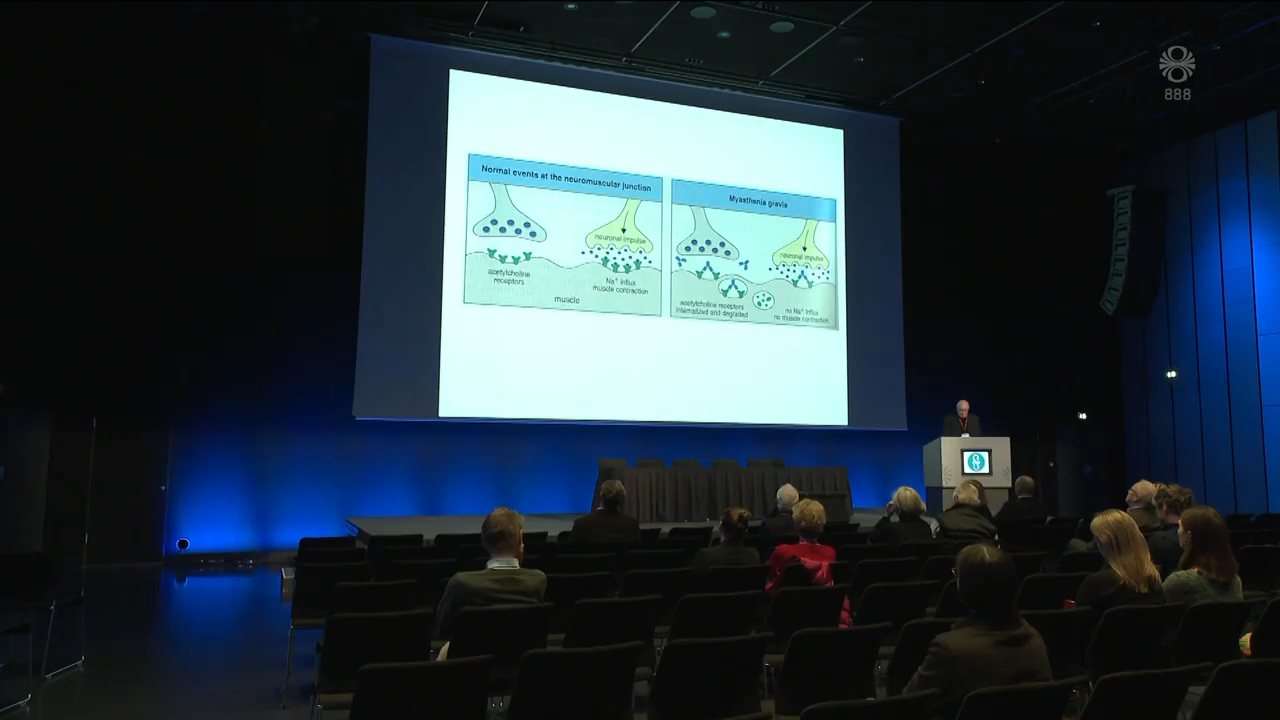 888
Normal events at the neuromuscular junction
neuronal impulse
acetylcholine
receptors
Na⁺ influx
muscle contraction
muscle
Myasthenia gravis
neuronal impulse
acetylcholine receptors
internalized and degraded
no Na⁺ influx
no muscle contraction